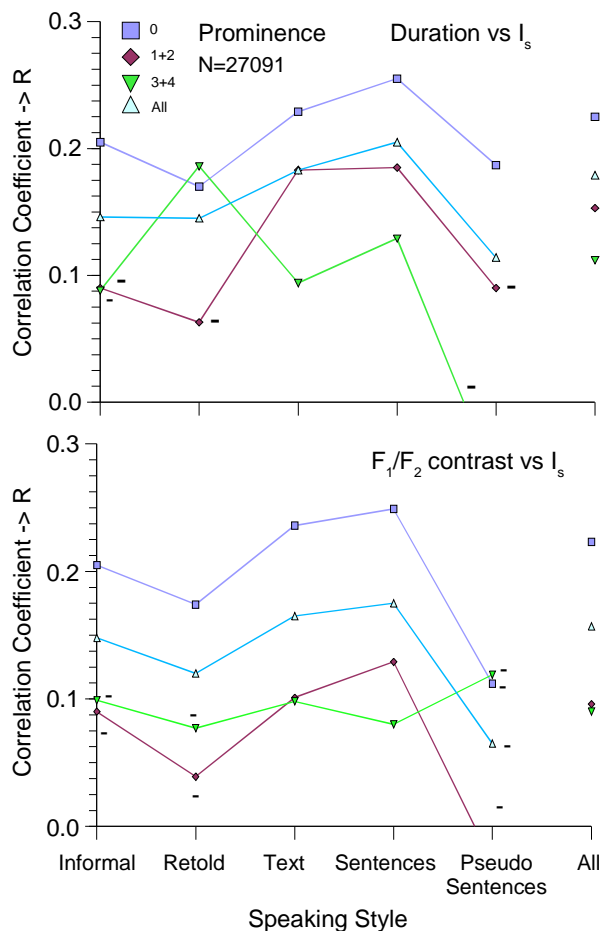 0.3
0 Prominence Duration vs Is
1+2 N=27091
3+4
All
0.2
0.1
0.0
Correlation Coefficient -> R
0.3
F1/F2 contrast vs Is
0.2
0.1
0.0
Correlation Coefficient -> R
Informal Retold Text Sentences Pseudo Sentences All
Speaking Style